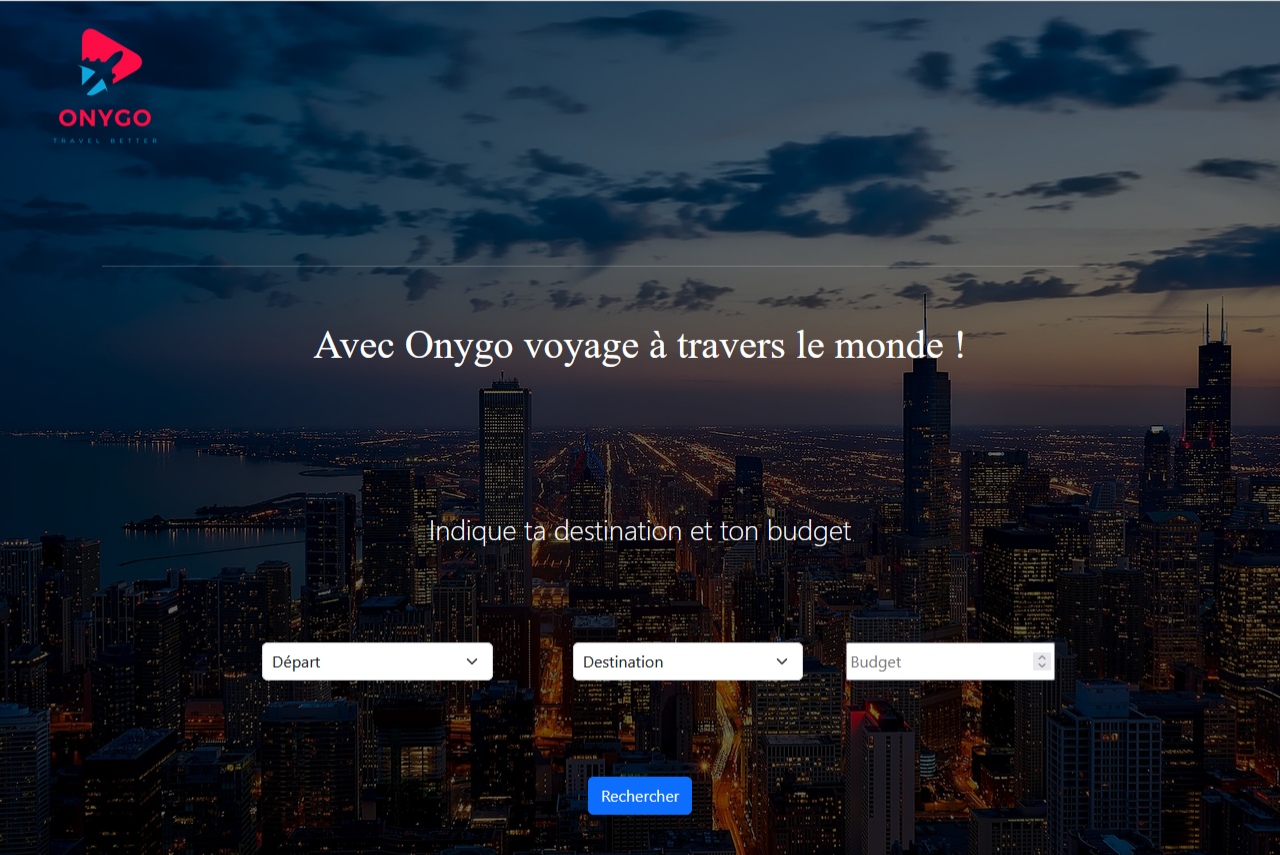 ONYGO
TRAVEL BETTER
Avec Onygo voyage à travers le monde !
Indique ta destination et ton budget
Départ
Destination
Budget
Rechercher